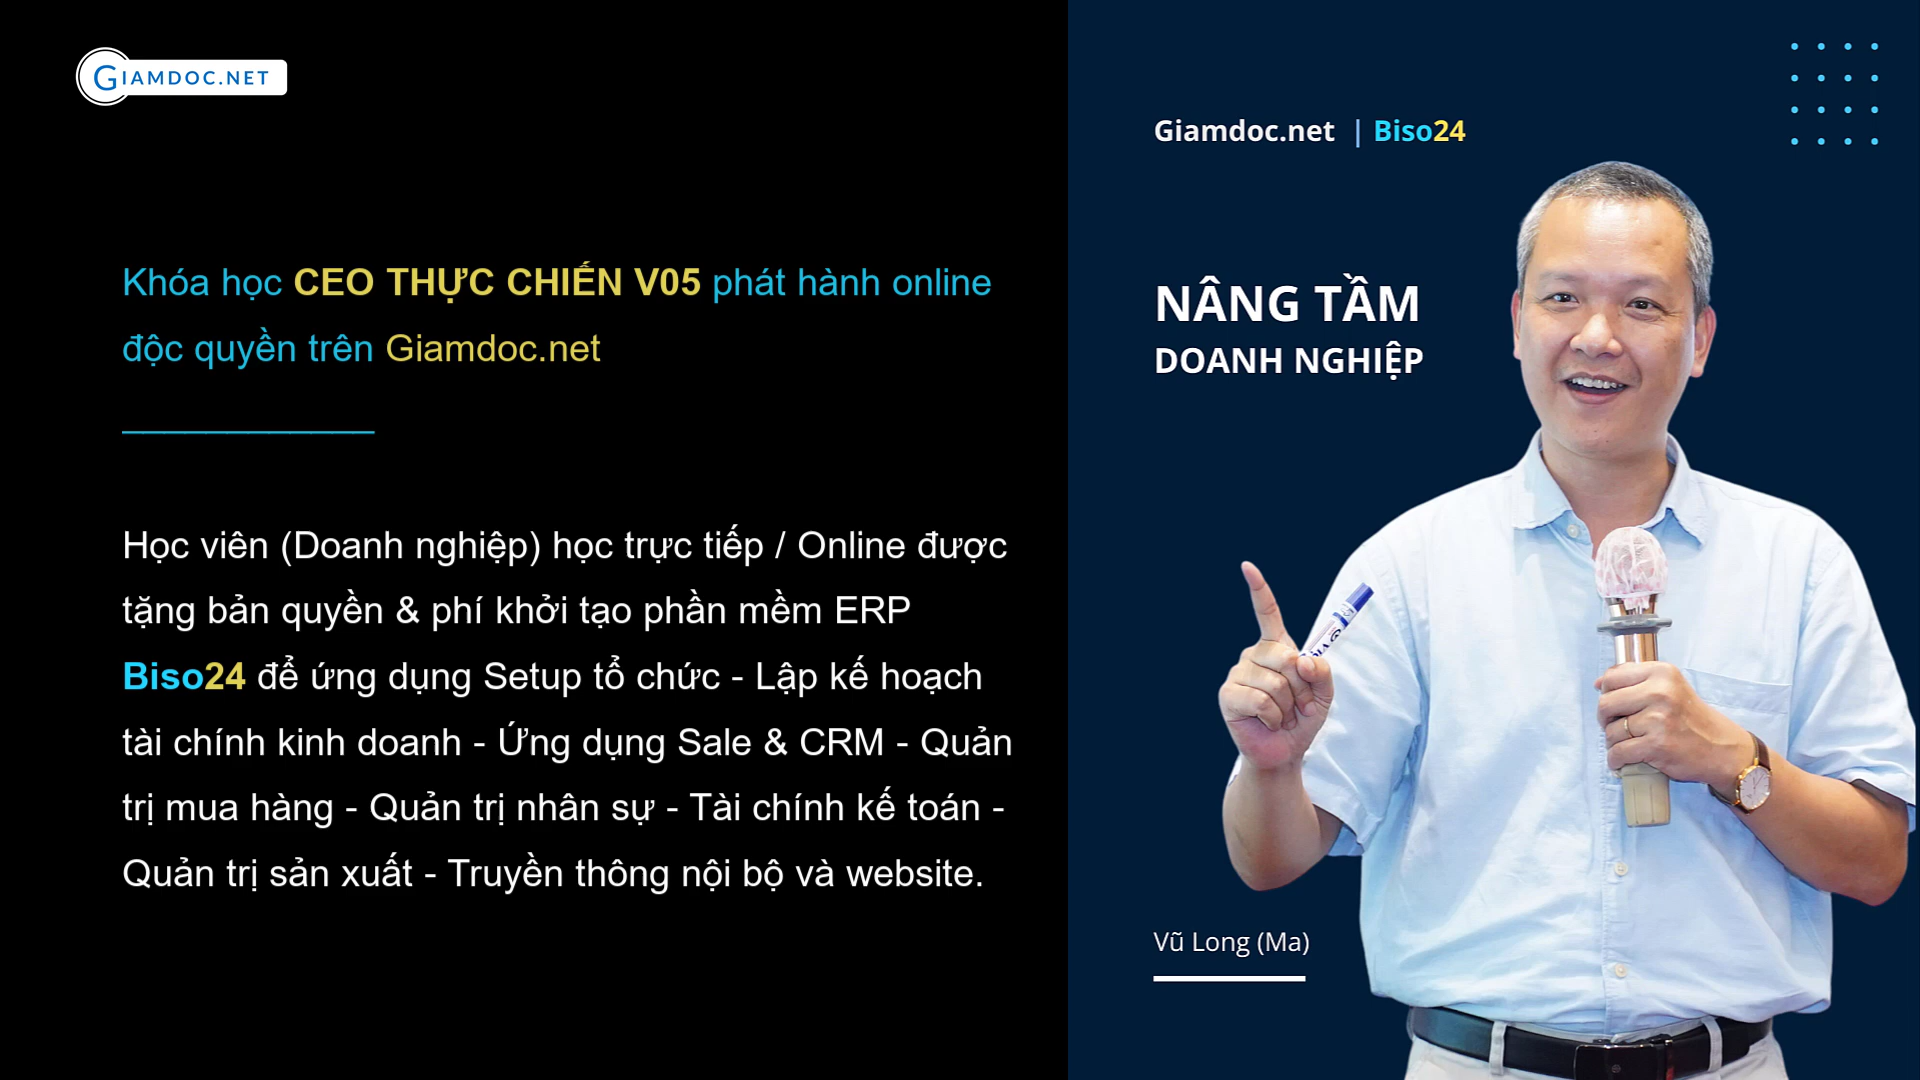 GIAMDOC.NET
Khóa học CEO THỰC CHIẾN V05 phát hành online
độc quyền trên Giamdoc.net
Học viên (Doanh nghiệp) học trực tiếp / Online được
tặng bản quyền & phí khởi tạo phần mềm ERP
Biso24 để ứng dụng Setup tổ chức - Lập kế hoạch
tài chính kinh doanh - Ứng dụng Sale & CRM - Quản
trị mua hàng - Quản trị nhân sự - Tài chính kế toán -
Quản trị sản xuất - Truyền thông nội bộ và website.
Giamdoc.net | Biso24
NÂNG TẦM
DOANH NGHIỆP
Vũ Long (Ma)